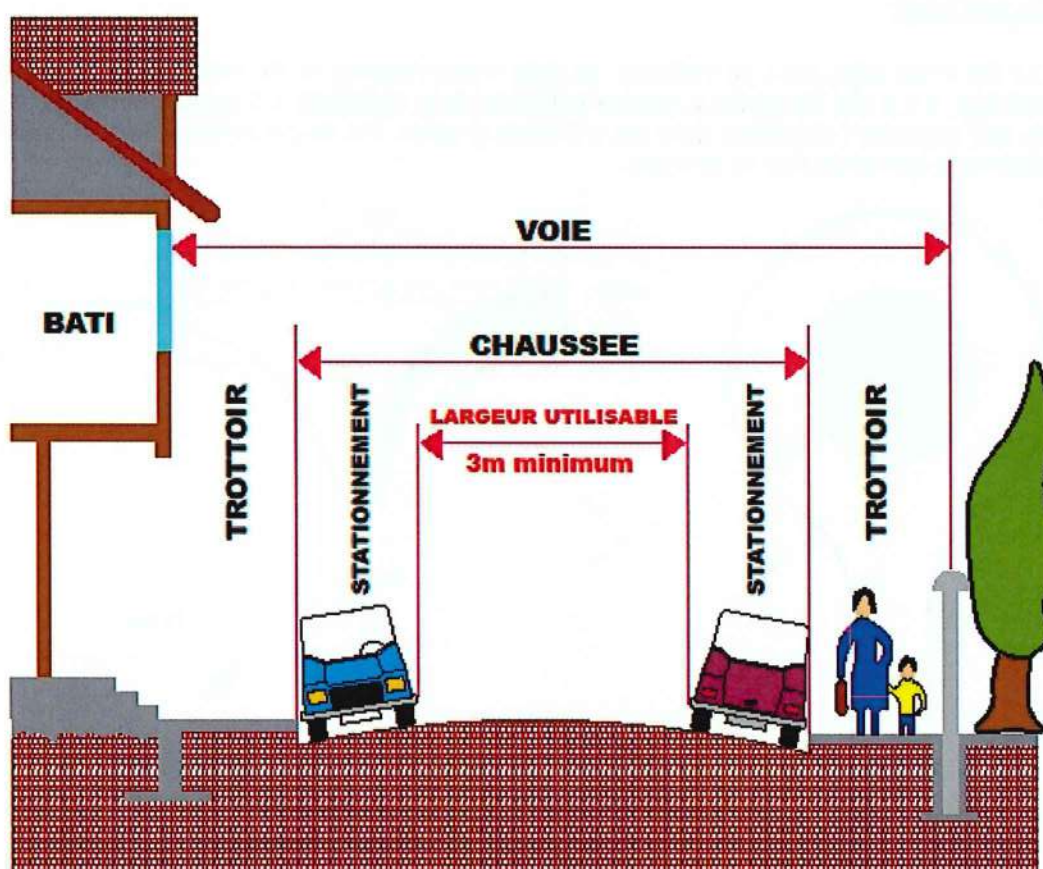 VOIE
BATI
CHAUSSEE
TROTTOIR
STATIONNEMENT
LARGEUR UTILISABLE
3m minimum
STATIONNEMENT
TROTTOIR